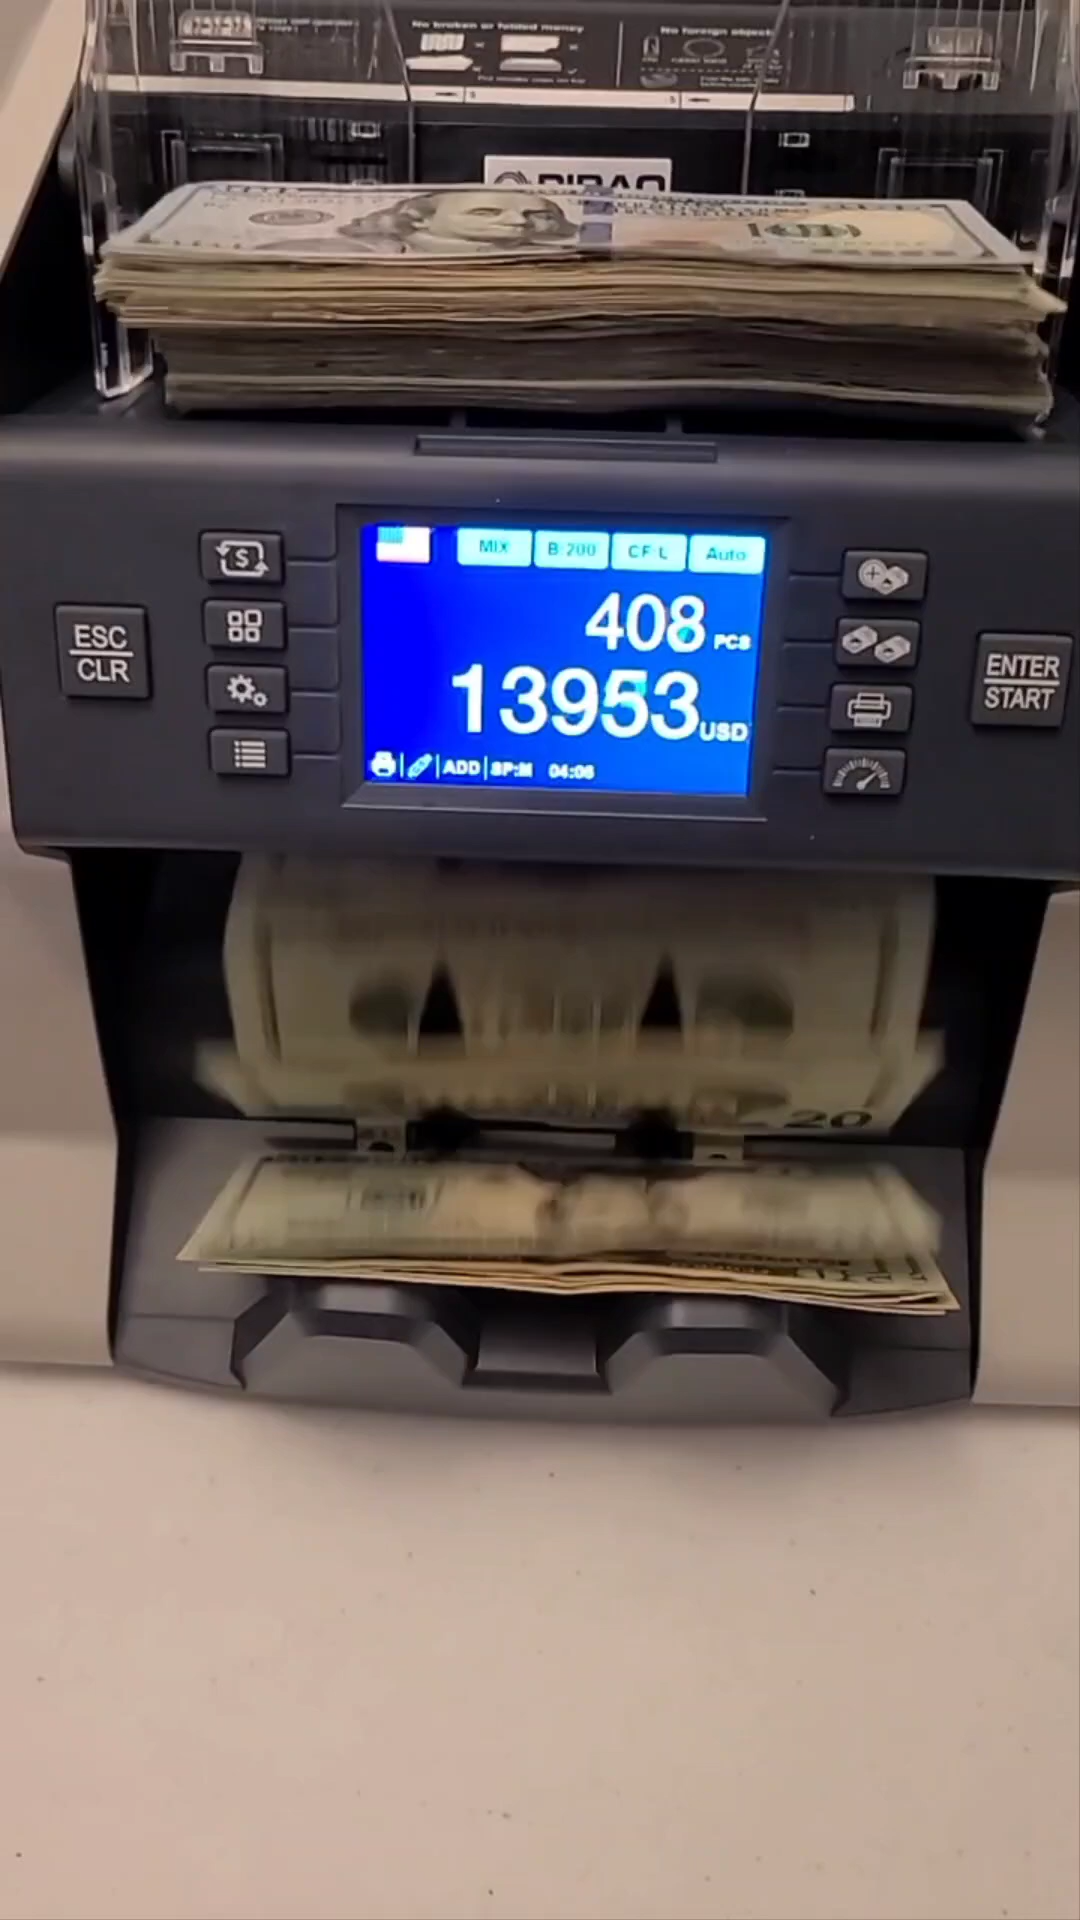 No broken or folded money
No foreign objects
MIX B:200 CF:L Auto
408 PCS
13953 USD
ADD SP:M 04:06
ESC
CLR
ENTER
START
20